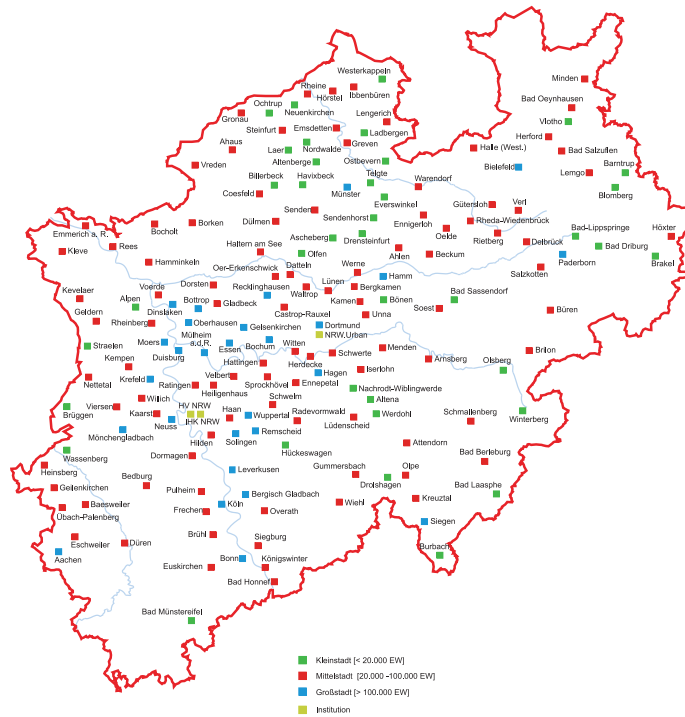 Westerkappeln
Rheine
Hörstel
Ibbenbüren
Minden
Ochtrup
Neuenkirchen
Bad Oeynhausen
Gronau
Emsdetten
Lengerich
Vlotho
Steinfurt
Ladbergen
Herford
Ahaus
Nordwalde
Greven
Halle (West.)
Bad Salzuflen
Laer
Altenberge
Ostbevern
Barntrup
Vreden
Bielefeld
Billerbeck
Havixbeck
Telgte
Lemgo
Münster
Warendorf
Blomberg
Coesfeld
Everswinkel
Gütersloh
Verl
Senden
Sendenhorst
Borken
Dülmen
Ennigerloh
Rheda-Wiedenbrück
Emmerich a. R.
Bocholt
Ascheberg
Drensteinfurt
Oelde
Rietberg
Bad-Lippspringe
Höxter
Rees
Haltern am See
Olfen
Ahlen
Beckum
Delbrück
Bad Driburg
Kleve
Hamminkeln
Oer-Erkenschwick
Datteln
Werne
Salzkotten
Paderborn
Brakel
Kevelaer
Voerde
Dorsten
Recklinghausen
Waltrop
Lünen
Hamm
Bergkamen
Alpen
Bottrop
Gladbeck
Kamen
Bönen
Bad Sassendorf
Geldern
Dinslaken
Castrop-Rauxel
Unna
Soest
Büren
Rheinberg
Oberhausen
Gelsenkirchen
Dortmund
NRW.Urban
Straelen
Moers
Mülheim
a.d.R.
Essen
Bochum
Witten
Menden
Brilon
Kempen
Duisburg
Hattingen
Herdecke
Schwerte
Arnsberg
Olsberg
Nettetal
Krefeld
Velbert
Hagen
Iserlohn
Ratingen
Heiligenhaus
Sprockhövel
Ennepetal
Nachrodt-Wiblingwerde
Willich
Schwelm
Altena
Viersen
Kaarst
HV NRW
Haan
Wuppertal
Radevormwald
Werdohl
Schmallenberg
Winterberg
Brüggen
Neuss
IHK NRW
Lüdenscheid
Mönchengladbach
Hilden
Solingen
Remscheid
Wassenberg
Hückeswagen
Attendorn
Dormagen
Bad Berleburg
Heinsberg
Bedburg
Leverkusen
Gummersbach
Olpe
Geilenkirchen
Pulheim
Bergisch Gladbach
Drolshagen
Bad Laasphe
Baesweiler
Köln
Wiehl
Kreuztal
Übach-Palenberg
Frechen
Overath
Siegen
Brühl
Siegburg
Eschweiler
Düren
Burbach
Aachen
Bonn
Königswinter
Euskirchen
Bad Honnef
Bad Münstereifel
Kleinstadt [< 20.000 EW]
Mittelstadt [20.000 -100.000 EW]
Großstadt [> 100.000 EW]
Institution